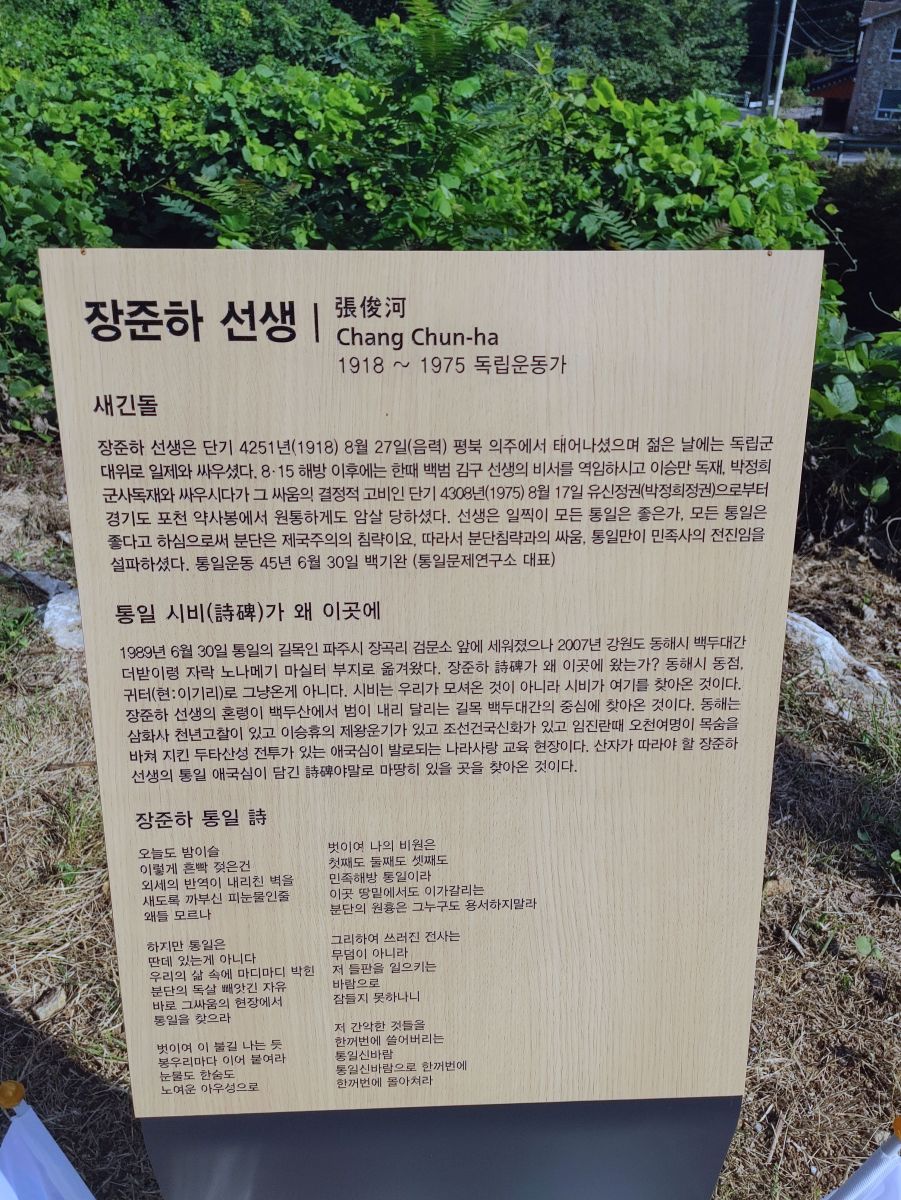 장준하 선생
張俊河
Chang Chun-ha
1918 ~ 1975 독립운동가
새긴돌
장준하 선생은 단기 4251년(1918) 8월 27일(음력) 평북 의주에서 태어나셨으며 젊은 날에는 독립군
대위로 일제와 싸우셨다. 8·15 해방 이후에는 한때 백범 김구 선생의 비서를 역임하시고 이승만 독재, 박정희
군사독재와 싸우시다가 그 싸움의 결정적 고비인 단기 4308년(1975) 8월 17일 유신정권(박정희정권)으로부터
경기도 포천 약사봉에서 원통하게도 암살 당하셨다. 선생은 일찍이 모든 통일은 좋은가, 모든 통일은
좋다고 하심으로써 분단은 제국주의의 침략이요, 따라서 분단침략과의 싸움, 통일만이 민족사의 전진임을
설파하셨다. 통일운동 45년 6월 30일 백기완 (통일문제연구소 대표)
통일 시비(詩碑)가 왜 이곳에
1989년 6월 30일 통일의 길목인 파주시 장곡리 검문소 앞에 세워졌으나 2007년 강원도 동해시 백두대간
더받이령 자락 노나메기 마실터 부지로 옮겨왔다. 장준하 詩碑가 왜 이곳에 왔는가? 동해시 동점,
귀터(현:이기리)로 그냥온게 아니다. 시비는 우리가 모셔온 것이 아니라 시비가 여기를 찾아온 것이다.
장준하 선생의 혼령이 백두산에서 범이 내리 달리는 길목 백두대간의 중심에 찾아온 것이다. 동해는
삼화사 천년고찰이 있고 이승휴의 제왕운기가 있고 조선건국신화가 있고 임진란때 오천여명이 목숨을
바쳐 지킨 두타산성 전투가 있는 애국심이 발로되는 나라사랑 교육 현장이다. 산자가 따라야 할 장준하
선생의 통일 애국심이 담긴 詩碑야말로 마땅히 있을 곳을 찾아온 것이다.
장준하 통일 詩
오늘도 밤이슬
이렇게 흔빡 젖은건
외세의 반역이 내리친 벽을
새도록 까부신 피눈물인줄
왜들 모르나
하지만 통일은
딴데 있는게 아니다
우리의 삶 속에 마디마디 박힌
분단의 독살 빼앗긴 자유
바로 그싸움의 현장에서
통일을 찾으라
벗이여 이 불길 나는 듯
봉우리마다 이어 붙여라
눈물도 한숨도
노여운 아우성으로
벗이여 나의 비원은
첫째도 둘째도 셋째도
민족해방 통일이라
이곳 땅밑에서도 이가갈리는
분단의 원흉은 그누구도 용서하지말라
그리하여 쓰러진 전사는
무덤이 아니라
저 들판을 일으키는
바람으로
잠들지 못하나니
저 간악한 것들을
한꺼번에 쓸어버리는
통일신바람
통일신바람으로 한꺼번에
한꺼번에 몰아쳐라